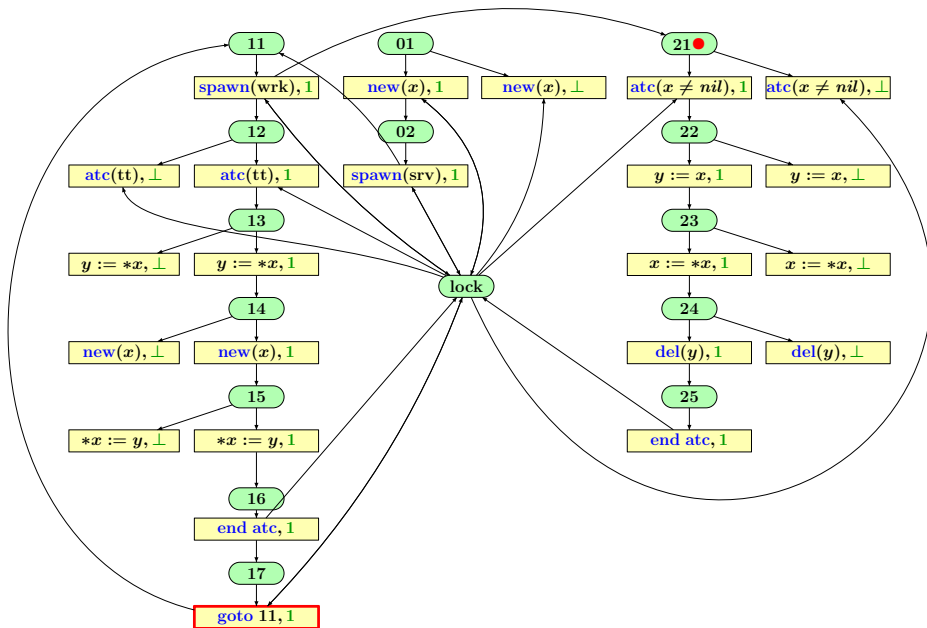 11
01
21
spawn(wrk), 1
new(x), 1
new(x), ⊥
atc(x ≠ nil), 1
atc(x ≠ nil), ⊥
12
02
22
atc(tt), ⊥
atc(tt), 1
spawn(srv), 1
y := x, 1
y := x, ⊥
13
23
y := *x, ⊥
y := *x, 1
x := *x, 1
x := *x, ⊥
lock
14
24
new(x), ⊥
new(x), 1
del(y), 1
del(y), ⊥
15
25
*x := y, ⊥
*x := y, 1
end atc, 1
16
end atc, 1
17
goto 11, 1